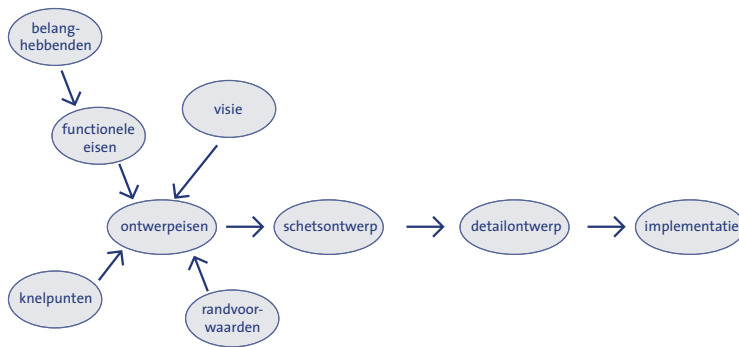 belang-
hebbenden
functionele
eisen
visie
ontwerpeisen
schetsontwerp
detailontwerp
implementatie
knelpunten
randvoor-
waarden